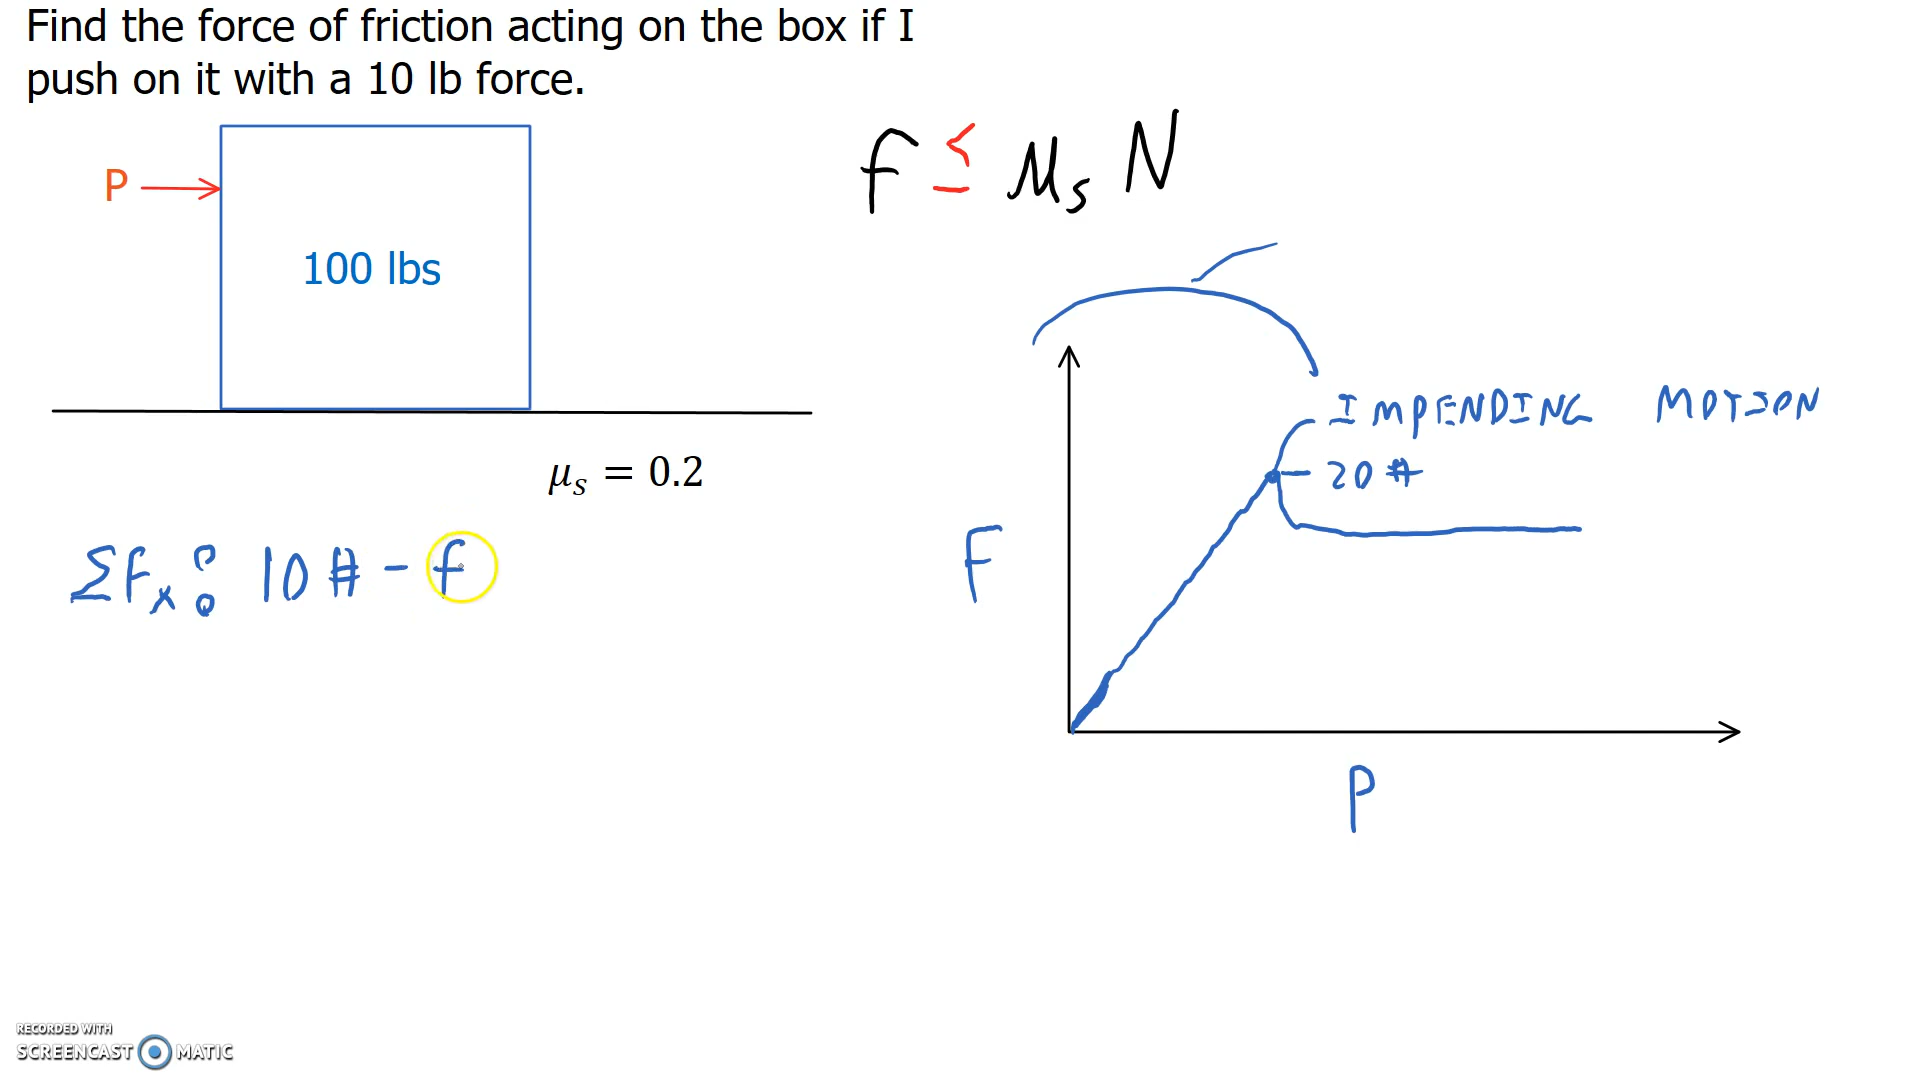 Find the force of friction acting on the box if I
push on it with a 10 lb force.
P
100 lbs
μs = 0.2
ΣFx: 10# - F
F ≤ μs N
IMPENDING MOTION
20#
F
P
RECORDED WITH
SCREENCAST MATIC